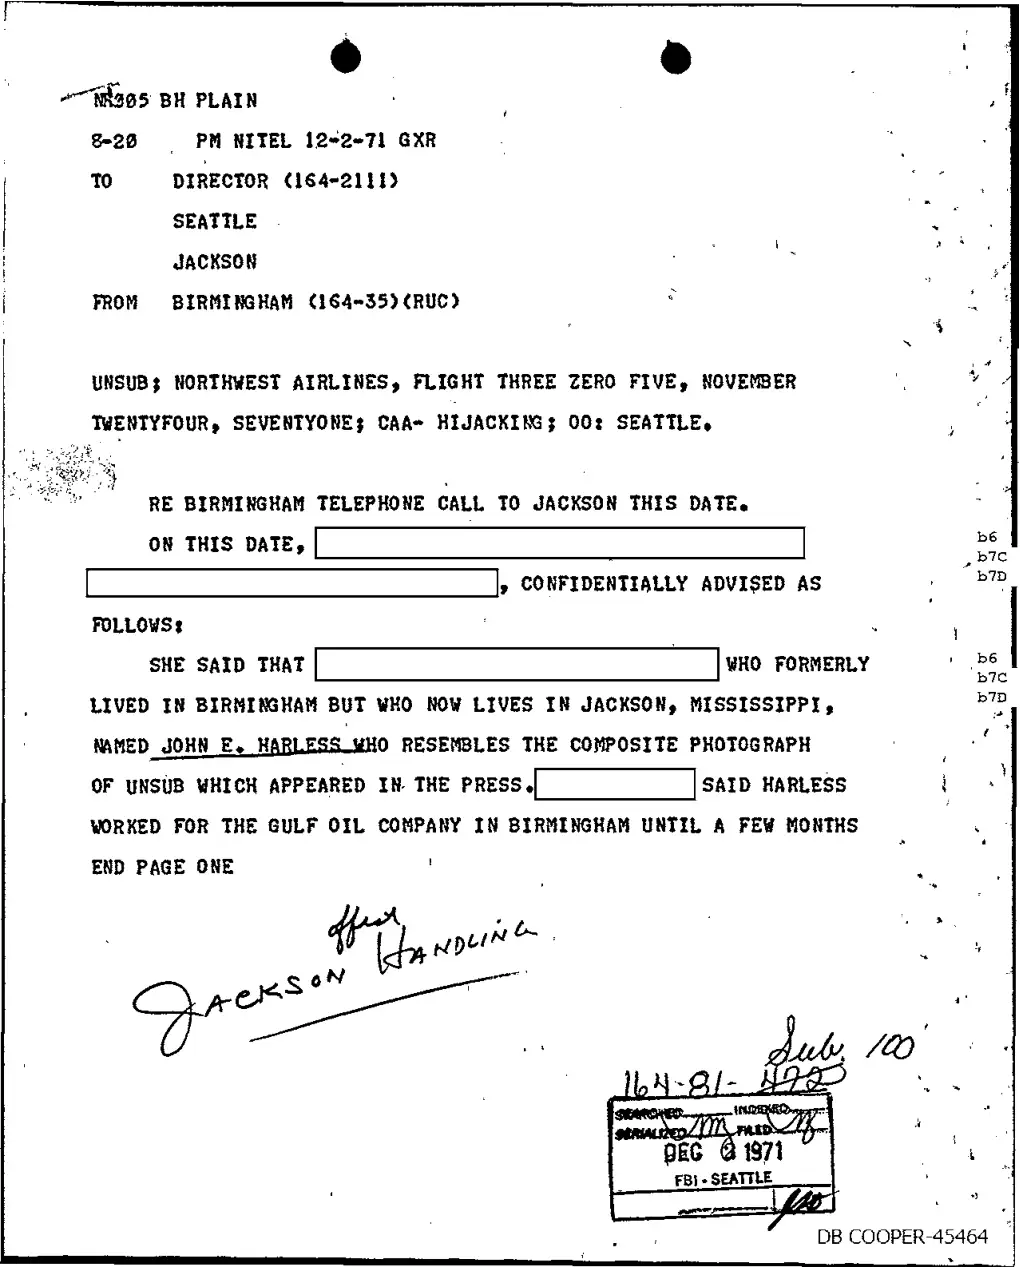 NR305 BH PLAIN
8-20 PM NITEL 12-2-71 GXR
TO DIRECTOR (164-2111)
SEATTLE
JACKSON
FROM BIRMINGHAM (164-35)(RUC)
UNSUB; NORTHWEST AIRLINES, FLIGHT THREE ZERO FIVE, NOVEMBER
TWENTYFOUR, SEVENTYONE; CAA- HIJACKING; OO: SEATTLE.
RE BIRMINGHAM TELEPHONE CALL TO JACKSON THIS DATE.
ON THIS DATE,
b6
b7C
, CONFIDENTIALLY ADVISED AS
b7D
FOLLOWS:
SHE SAID THAT WHO FORMERLY
b6
b7C
LIVED IN BIRMINGHAM BUT WHO NOW LIVES IN JACKSON, MISSISSIPPI,
b7D
NAMED JOHN E. HARLESS WHO RESEMBLES THE COMPOSITE PHOTOGRAPH
OF UNSUB WHICH APPEARED IN THE PRESS. SAID HARLESS
WORKED FOR THE GULF OIL COMPANY IN BIRMINGHAM UNTIL A FEW MONTHS
END PAGE ONE
JACKSON HANDLING
Sub. 100
164-81-472
SEARCHED INDEXED
SERIALIZED FILED
DEC 2 1971
FBI - SEATTLE
DB COOPER-45464